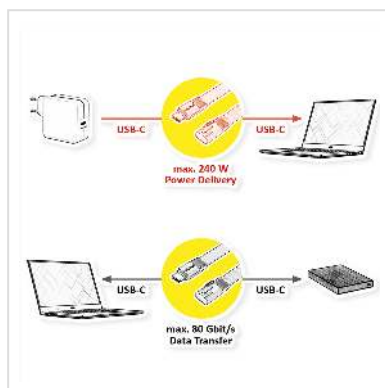 USB-C
USB-C
max. 240 W
Power Delivery
USB-C
USB-C
max. 80 Gbit/s
Data Transfer